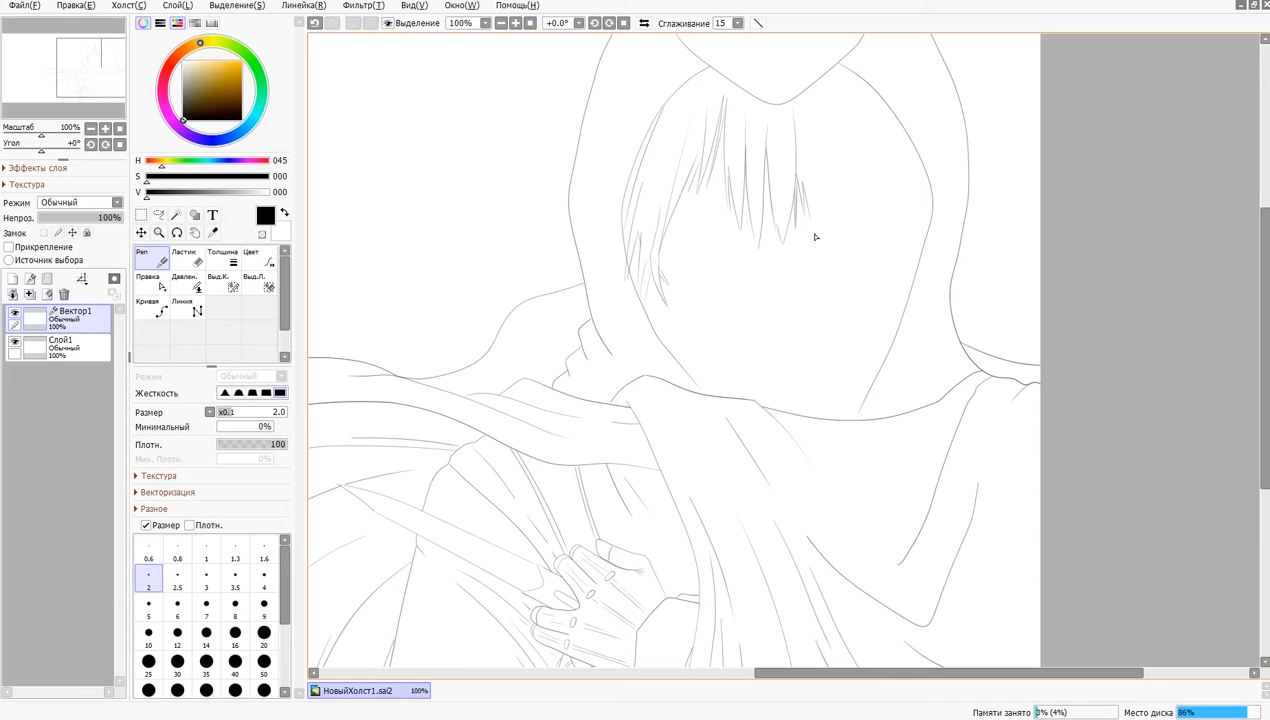 Файл(F) Правка(E) Холст(C) Слой(L) Выделение(S) Линейка(R) Фильтр(T) Вид(V) Окно(W) Помощь(H)
Выделение 100% +0.0° Сглаживание 15
Масштаб 100%
Угол +0°
Эффекты слоя
Текстура
Режим Обычный
Непроз. 100%
Замок
Прикрепление
Источник выбора
Вектор1
Обычный
100%
Слой1
Обычный
100%
H 045
S 000
V 000
T
Pen Ластик Толщина Цвет
Правка Давлен. Выд.К. Выд.Л.
Кривая Линия
Режим Обычный
Жесткость
Размер x0.1 2.0
Минимальный 0%
Плотн. 100
Мин. Плотн. 0%
Текстура
Векторизация
Разное
Размер Плотн.
0.6 0.8 1 1.3 1.6
2 2.5 3 3.5 4
5 6 7 8 9
10 12 14 16 20
25 30 35 40 50
НовыйХолст1.sai2 100%
Памяти занято 3% (4%) Место диска 86%